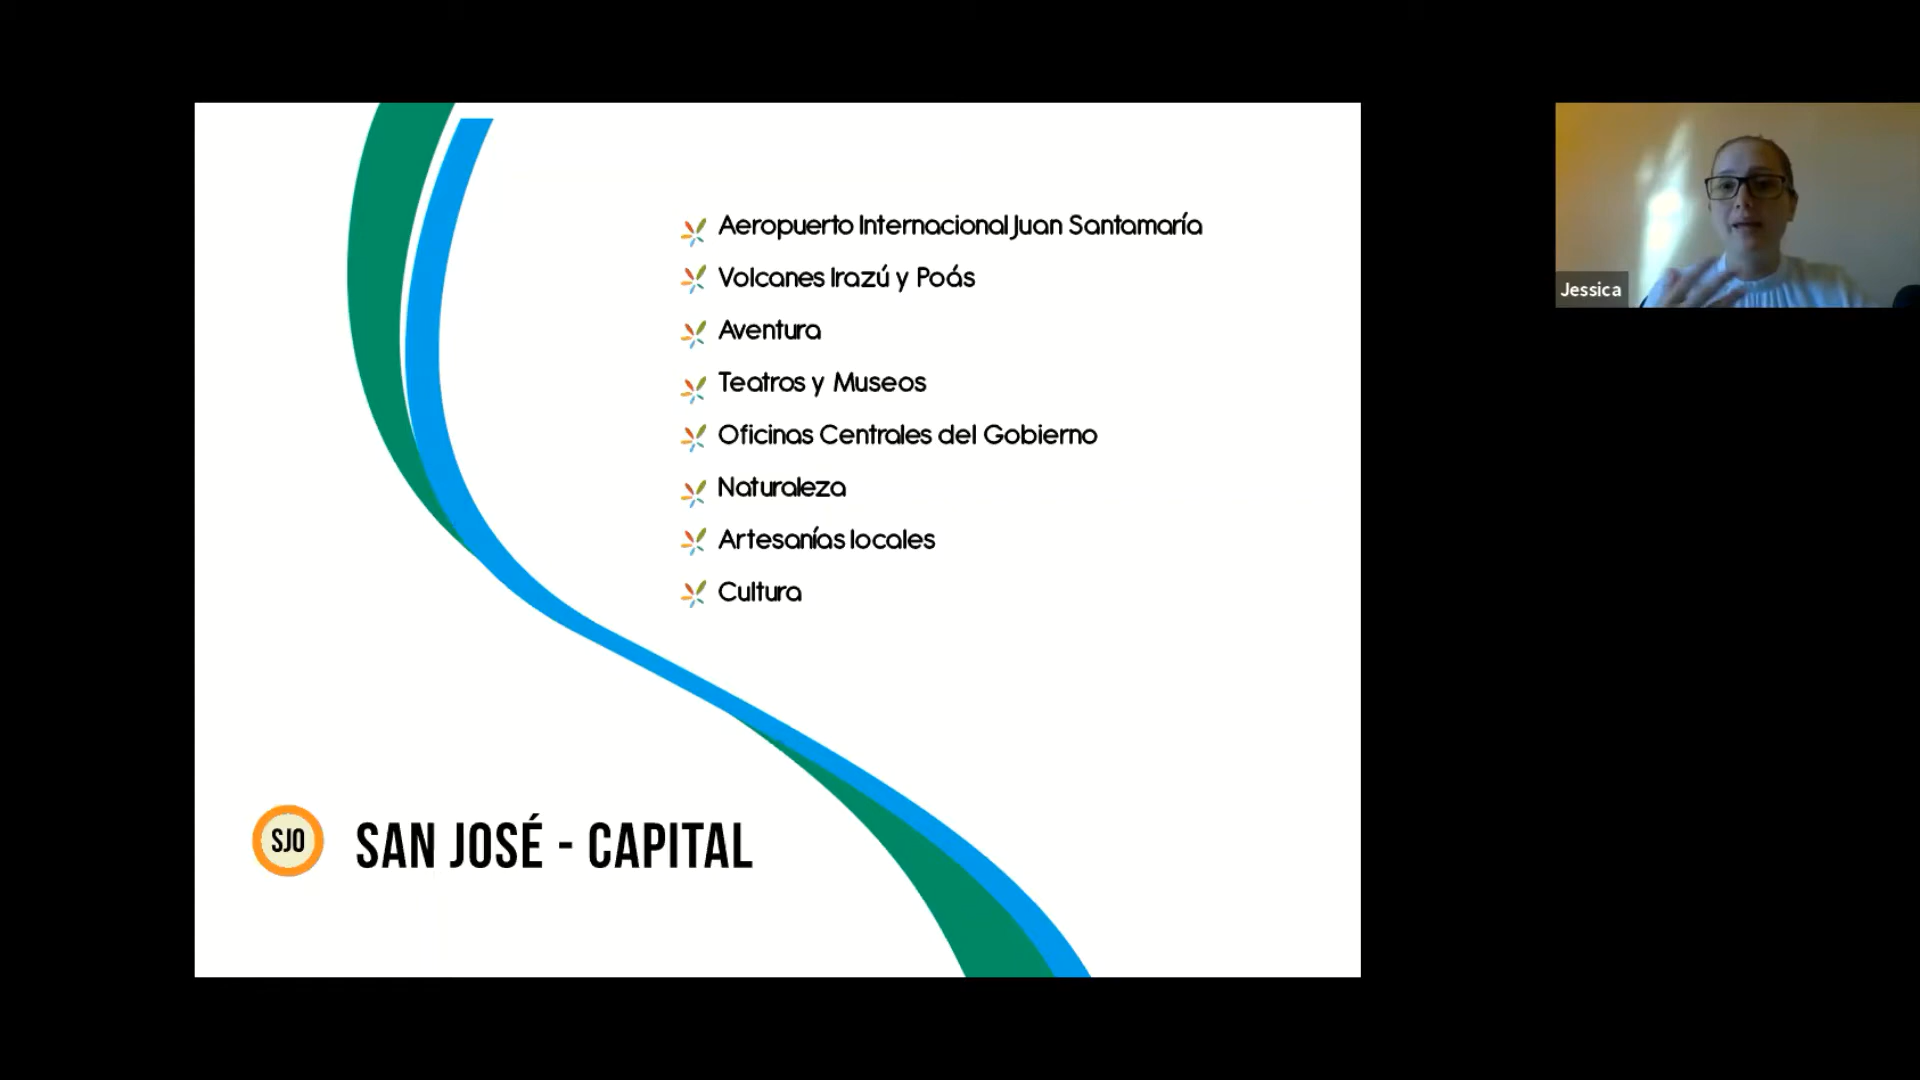 Aeropuerto Internacional Juan Santamaría
Volcanes Irazú y Poás
Aventura
Teatros y Museos
Oficinas Centrales del Gobierno
Naturaleza
Artesanías locales
Cultura
SJO
SAN JOSÉ - CAPITAL
Jessica